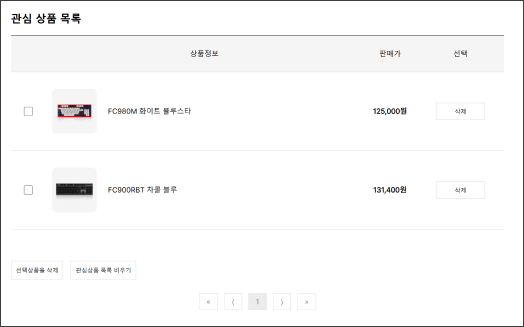 관심 상품 목록
상품정보 판매가 선택
FC980M 화이트 블루스타 125,000원 삭제
FC900RBT 차콜 블루 131,400원 삭제
선택상품을 삭제 관심상품 목록 비우기
« ⟨ 1 ⟩ »